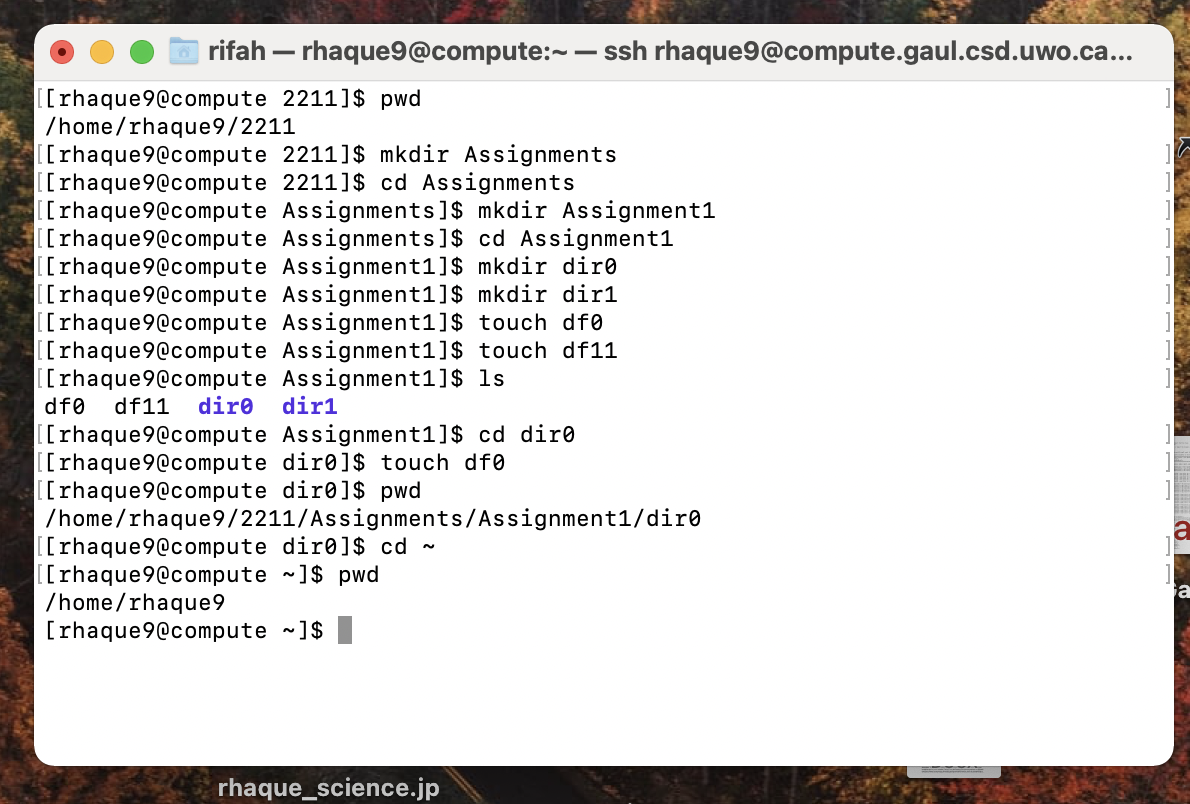 rifah — rhaque9@compute:~ — ssh rhaque9@compute.gaul.csd.uwo.ca...
[[rhaque9@compute 2211]$ pwd ]
/home/rhaque9/2211
[[rhaque9@compute 2211]$ mkdir Assignments ]
[[rhaque9@compute 2211]$ cd Assignments ]
[[rhaque9@compute Assignments]$ mkdir Assignment1 ]
[[rhaque9@compute Assignments]$ cd Assignment1 ]
[[rhaque9@compute Assignment1]$ mkdir dir0 ]
[[rhaque9@compute Assignment1]$ mkdir dir1 ]
[[rhaque9@compute Assignment1]$ touch df0 ]
[[rhaque9@compute Assignment1]$ touch df11 ]
[[rhaque9@compute Assignment1]$ ls ]
df0 df11 dir0 dir1
[[rhaque9@compute Assignment1]$ cd dir0 ]
[[rhaque9@compute dir0]$ touch df0 ]
[[rhaque9@compute dir0]$ pwd ]
/home/rhaque9/2211/Assignments/Assignment1/dir0
[[rhaque9@compute dir0]$ cd ~ ]
[[rhaque9@compute ~]$ pwd ]
/home/rhaque9
[rhaque9@compute ~]$
rhaque_science.jp